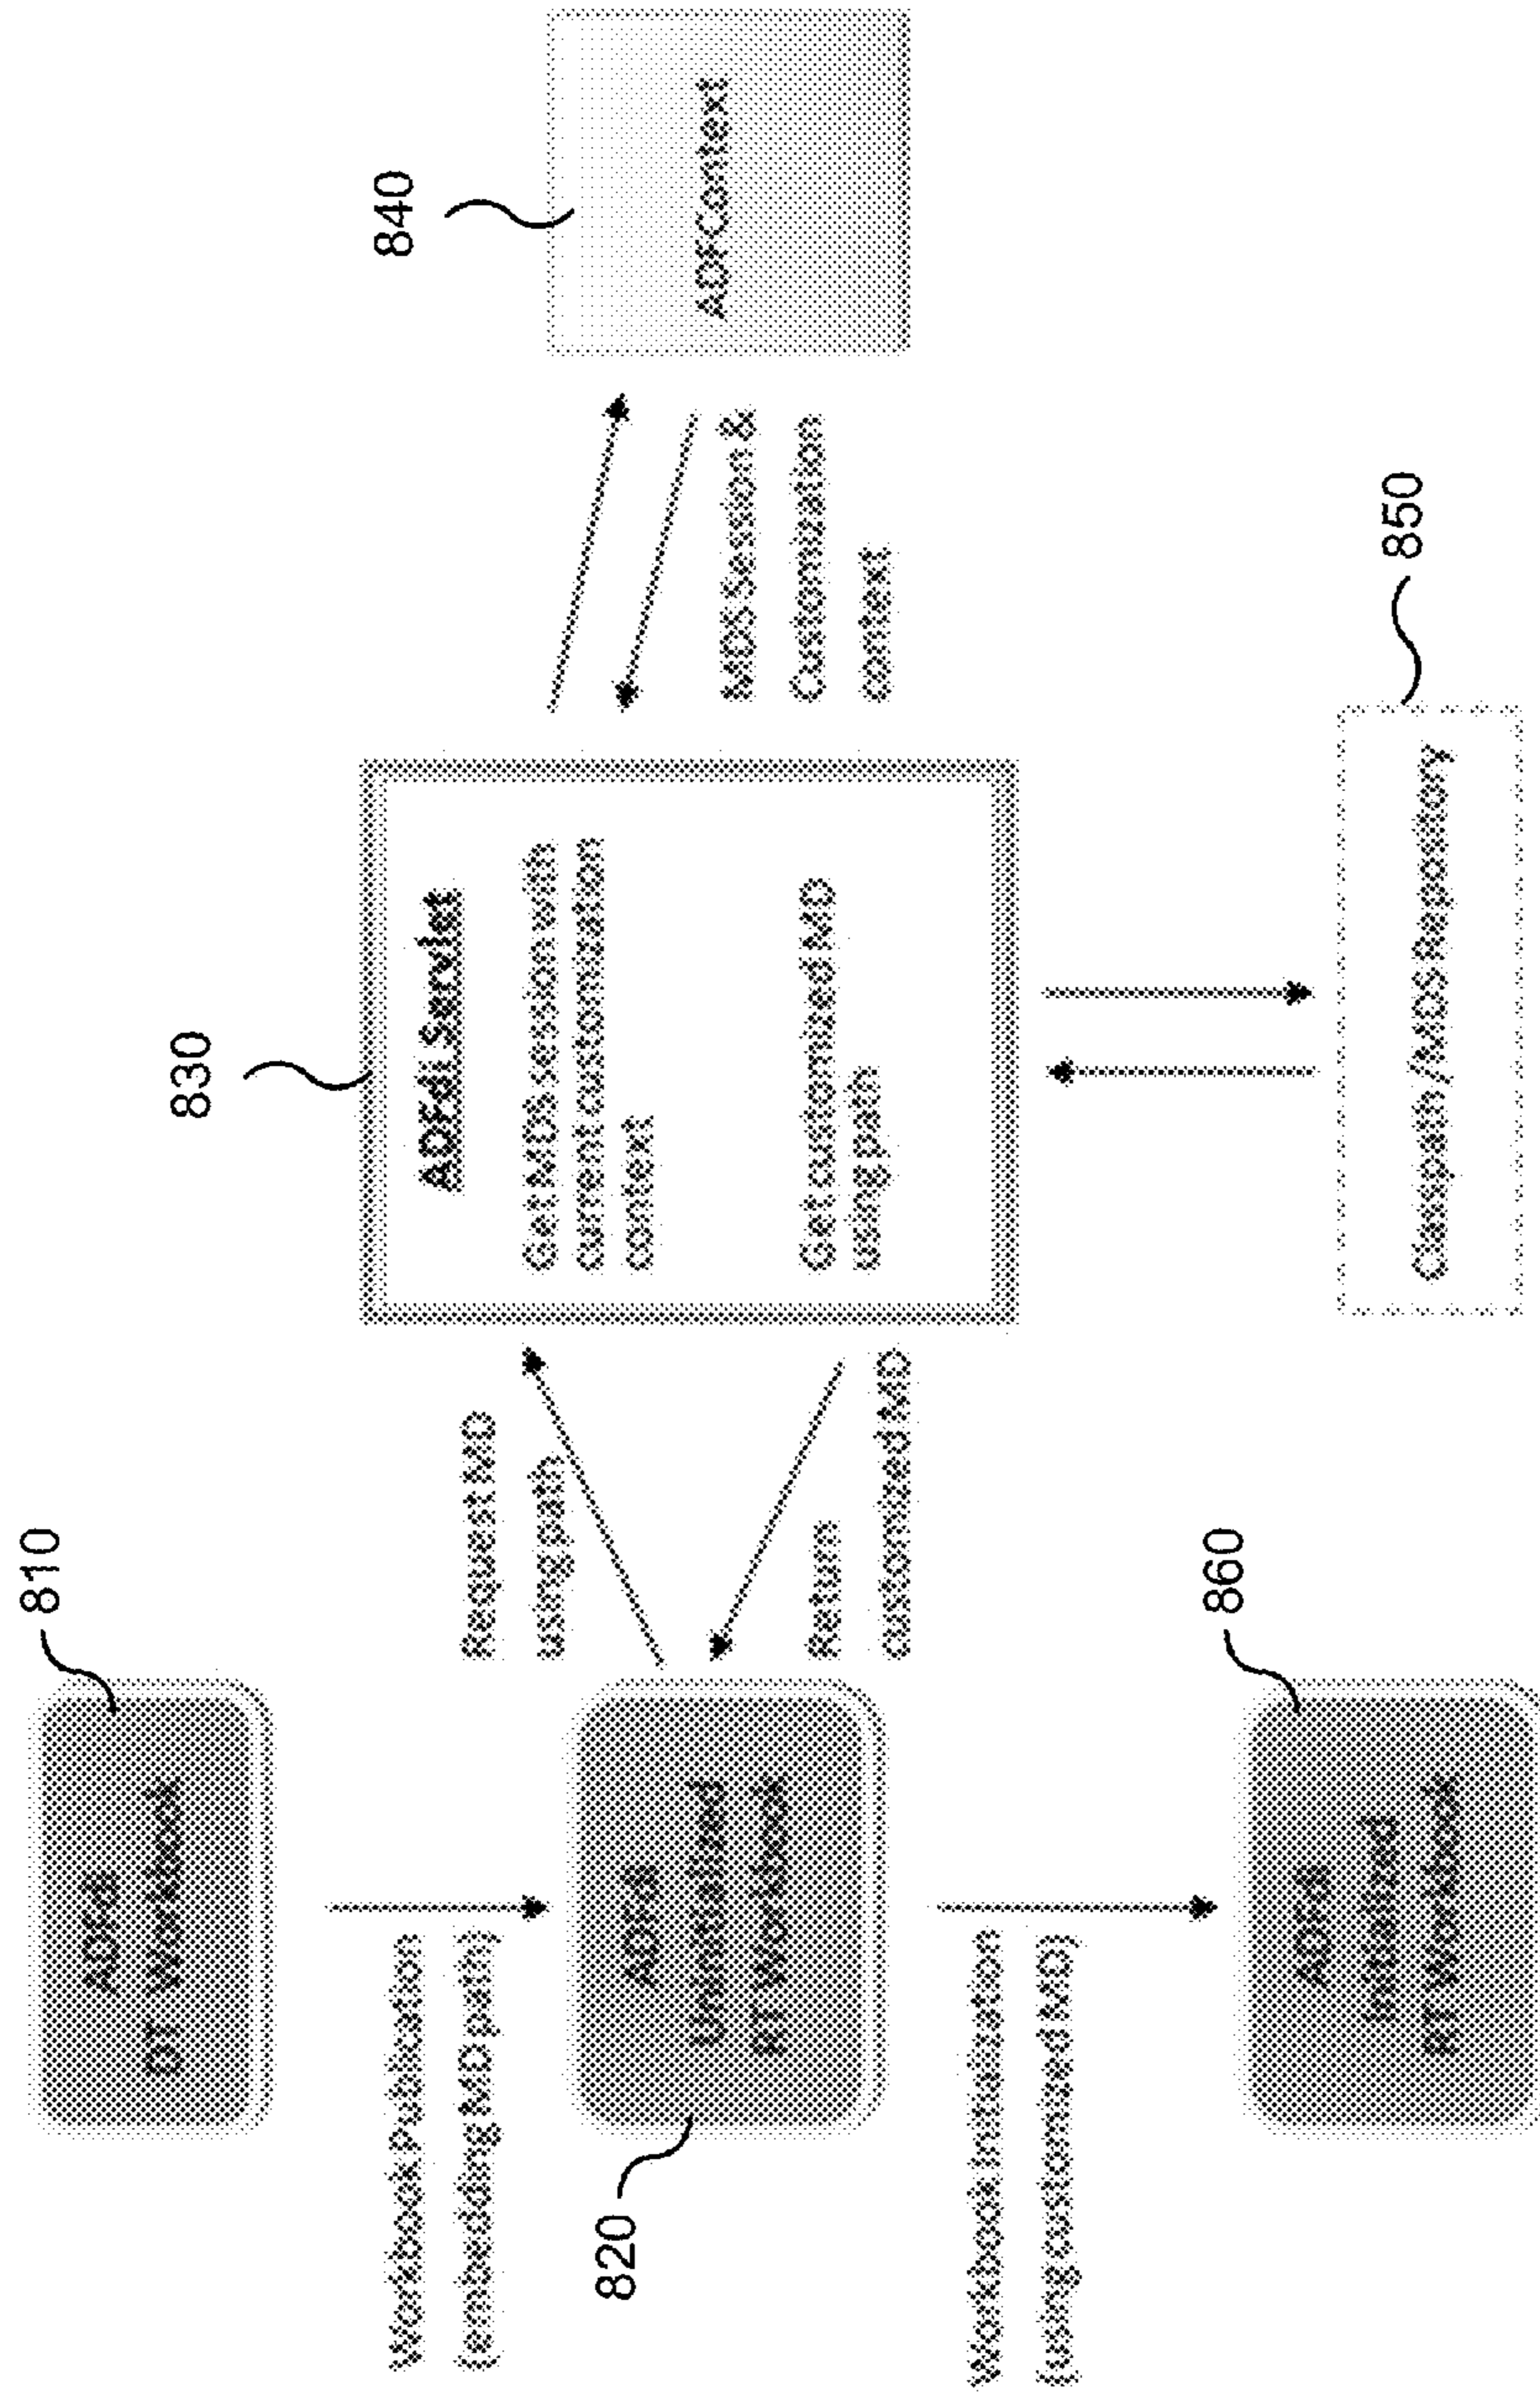 810
ADFdi
DT Workbook
Workbook Publication
(embedding MD path)
820
ADFdi
Uninitialized
RT Workbook
Request MD
using path
Return
customized MD
830
ADFdi Servlet
Get MDS session with
current customization
context
Get customized MD
using path
840
ADFContext
MDS Session &
Customization
context
850
Classpath /MDS Repository
Workbook Initialization
(using customized MD)
860
ADFdi
Initialized
RT Workbook